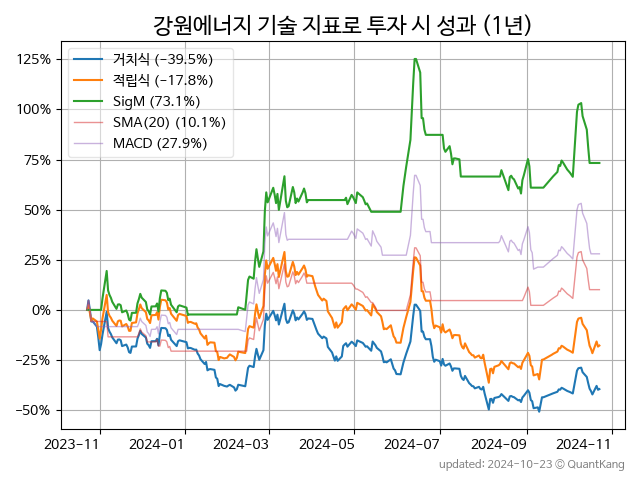 강원에너지 기술 지표로 투자 시 성과 (1년)
125%
100%
75%
50%
25%
0%
−25%
−50%
거치식 (−39.5%)
적립식 (−17.8%)
SigM (73.1%)
SMA(20) (10.1%)
MACD (27.9%)
2023-11
2024-01
2024-03
2024-05
2024-07
2024-09
2024-11
updated: 2024-10-23 © QuantKang